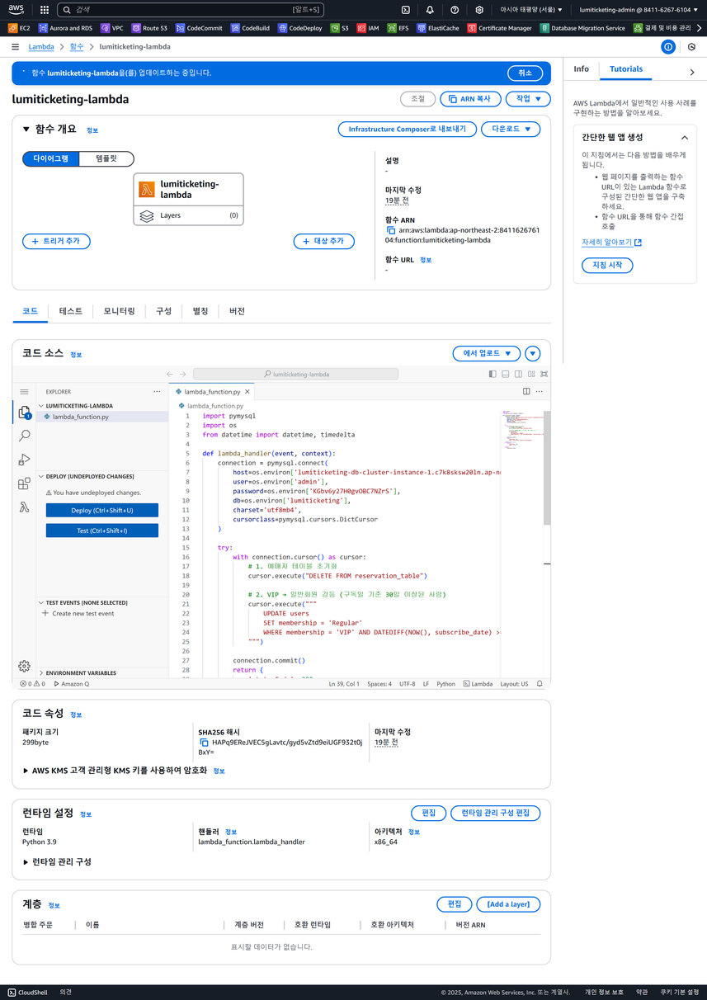 aws
검색
[알트+S]
아시아 태평양 (서울)
lumiticketing-admin @ 8411-6267-6104
EC2 Aurora and RDS VPC Route 53 CodeCommit CodeBuild CodeDeploy S3 IAM EFS ElastiCache Certificate Manager Database Migration Service 결제 및 비용 관리
Lambda > 함수 > lumiticketing-lambda
함수 lumiticketing-lambda을(를) 업데이트하는 중입니다.
취소
lumiticketing-lambda
조절
ARN 복사
작업
함수 개요 정보
Infrastructure Composer로 내보내기
다운로드
다이어그램
템플릿
lumiticketing-
lambda
Layers (0)
트리거 추가
대상 추가
설명
-
마지막 수정
19분 전
함수 ARN
arn:aws:lambda:ap-northeast-2:8411626761
04:function:lumiticketing-lambda
함수 URL 정보
-
Info
Tutorials
AWS Lambda에서 일반적인 사용 사례를
구현하는 방법을 알아보세요.
간단한 웹 앱 생성
이 지침에서는 다음 방법을 배우게
됩니다.
• 웹 페이지를 출력하는 함수
URL이 있는 Lambda 함수로
구성된 간단한 웹 앱을 구축
하세요.
• 함수 URL을 통해 함수 간접
호출
자세히 알아보기
지침 시작
코드
테스트
모니터링
구성
별칭
버전
코드 소스 정보
에서 업로드
lumiticketing-lambda
EXPLORER
LUMITICKETING-LAMBDA
lambda_function.py
1
DEPLOY [UNDEPLOYED CHANGES]
You have undeployed changes.
Deploy (Ctrl+Shift+U)
Test (Ctrl+Shift+I)
TEST EVENTS [NONE SELECTED]
Create new test event
ENVIRONMENT VARIABLES
lambda_function.py
lambda_function.py
1 import pymysql
2 import os
3 from datetime import datetime, timedelta
4
5 def lambda_handler(event, context):
6 connection = pymysql.connect(
7 host=os.environ['lumiticketing-db-cluster-instance-1.c7k8sksw20ln.ap-no
8 user=os.environ['admin'],
9 password=os.environ['KGbv6y27H0gvOBC7NZrS'],
10 db=os.environ['lumiticketing'],
11 charset='utf8mb4',
12 cursorclass=pymysql.cursors.DictCursor
13 )
14
15 try:
16 with connection.cursor() as cursor:
17 # 1. 예매자 테이블 초기화
18 cursor.execute("DELETE FROM reservation_table")
19
20 # 2. VIP → 일반회원 강등 (구독일 기준 30일 이상된 사람)
21 cursor.execute("""
22 UPDATE users
23 SET membership = 'Regular'
24 WHERE membership = 'VIP' AND DATEDIFF(NOW(), subscribe_date) >=
25 """)
26
27 connection.commit()
28 return {
0 0
Amazon Q
Ln 39, Col 1 Spaces: 4 UTF-8 LF Python Lambda Layout: US
코드 속성 정보
패키지 크기
299byte
SHA256 해시
HAPq9EReJVEC5gLavtc/gyd5vZtd9eiUGF932t0j
BxY=
마지막 수정
19분 전
AWS KMS 고객 관리형 KMS 키를 사용하여 암호화 정보
런타임 설정 정보
편집
런타임 관리 구성 편집
런타임
Python 3.9
핸들러 정보
lambda_function.lambda_handler
아키텍처 정보
x86_64
런타임 관리 구성
계층 정보
편집
[Add a layer]
병합 주문 이름 계층 버전 호환 런타임 호환 아키텍처 버전 ARN
표시할 데이터가 없습니다.
CloudShell 의견
© 2025, Amazon Web Services, Inc. 또는 계열사. 개인 정보 보호 약관 쿠키 기본 설정